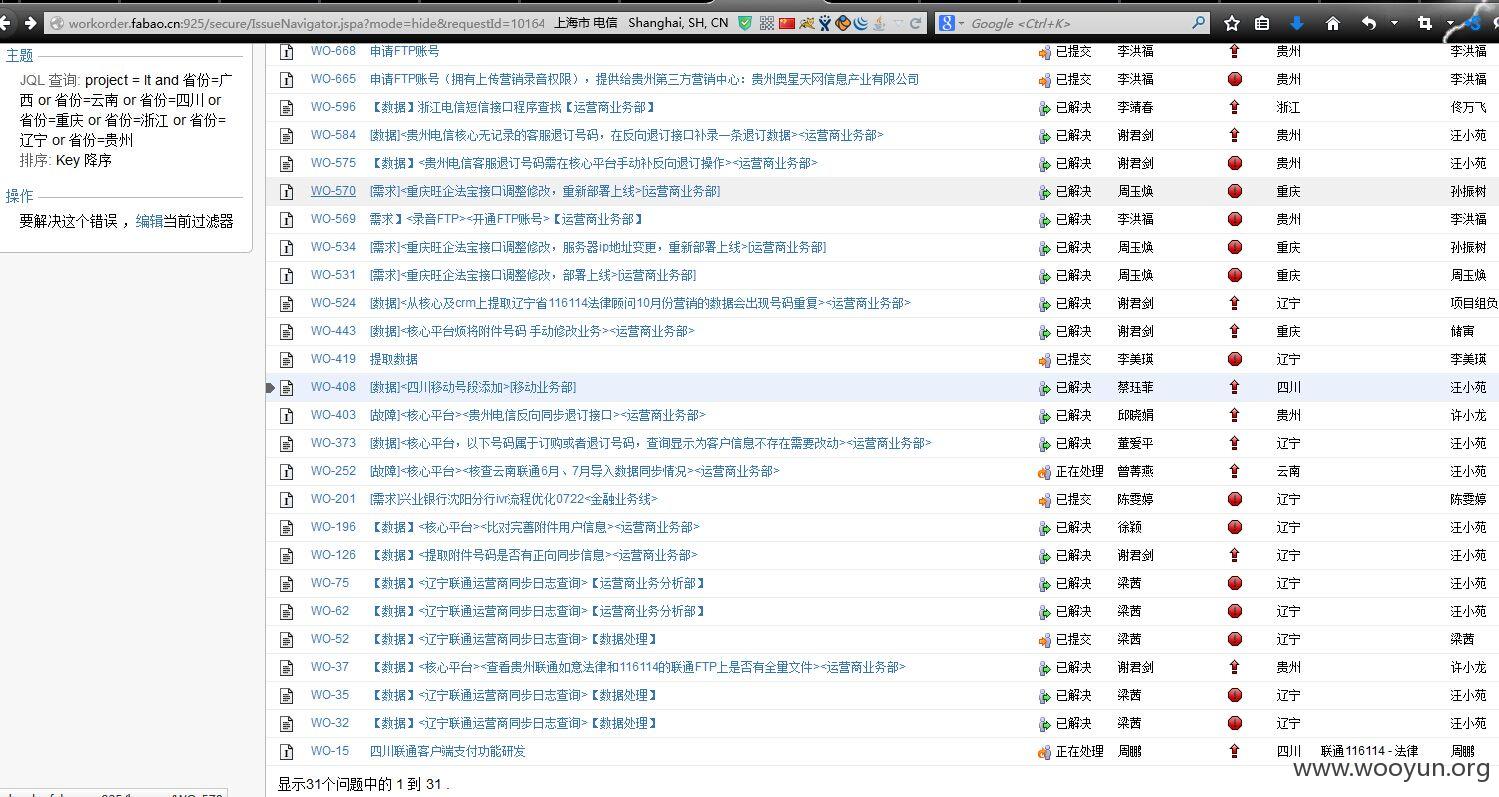 workorder.fabao.cn:925/secure/IssueNavigator.jspa?mode=hide&requestId=10164 上海市 电信 Shanghai, SH, CN Google <Ctrl+K>
主题
JQL 查询: project = It and 省份=广
西 or 省份=云南 or 省份=四川 or
省份=重庆 or 省份=浙江 or 省份=
辽宁 or 省份=贵州
排序: Key 降序
操作
要解决这个错误 ，编辑当前过滤器
WO-668 申请FTP账号 已提交 李洪福 贵州 李洪福
WO-665 申请FTP账号（拥有上传营销录音权限），提供给贵州第三方营销中心：贵州奥星天网信息产业有限公司 已提交 李洪福 贵州 李洪福
WO-596 【数据】浙江电信短信接口程序查找【运营商业务部】 已解决 李靖春 浙江 佟万飞
WO-584 [数据]<贵州电信核心无记录的客服退订号码，在反向退订接口补录一条退订数据><运营商业务部> 已解决 谢君剑 贵州 汪小苑
WO-575 【数据】<贵州电信客服退订号码需在核心平台手动补反向退订操作><运营商业务部> 已解决 谢君剑 贵州 汪小苑
WO-570 [需求]<重庆旺企法宝接口调整修改，重新部署上线>[运营商业务部] 已解决 周玉焕 重庆 孙振树
WO-569 需求】<录音FTP><开通FTP账号>【运营商业务部】 已解决 李洪福 贵州 李洪福
WO-534 [需求]<重庆旺企法宝接口调整修改，服务器ip地址变更，重新部署上线>[运营商业务部] 已解决 周玉焕 重庆 孙振树
WO-531 [需求]<重庆旺企法宝接口调整修改，部署上线>[运营商业务部] 已解决 周玉焕 重庆 周玉焕
WO-524 [数据]<从核心及crm上提取辽宁省116114法律顾问10月份营销的数据会出现号码重复><运营商业务部> 已解决 谢君剑 辽宁 项目组负
WO-443 [数据]<核心平台烦将附件号码 手动修改业务><运营商业务部> 已解决 谢君剑 重庆 储寅
WO-419 提取数据 已提交 李美瑛 辽宁 李美瑛
WO-408 [数据]<四川移动号段添加>[移动业务部] 已解决 蔡珏菲 四川 汪小苑
WO-403 [故障]<核心平台><贵州电信反向同步退订接口><运营商业务部> 已解决 邱晓娟 贵州 许小龙
WO-373 [数据]<核心平台，以下号码属于订购或者退订号码，查询显示为客户信息不存在需要改动><运营商业务部> 已解决 董爱平 辽宁 汪小苑
WO-252 [故障]<核心平台><核查云南联通6月、7月导入数据同步情况><运营商业务部> 正在处理 曾菁燕 云南 汪小苑
WO-201 [需求]兴业银行沈阳分行ivr流程优化0722<金融业务线> 已提交 陈雯婷 辽宁 陈雯婷
WO-196 【数据】<核心平台><比对完善附件用户信息><运营商业务部> 已解决 徐颖 辽宁 汪小苑
WO-126 【数据】<提取附件号码是否有正向同步信息><运营商业务部> 已解决 谢君剑 辽宁 汪小苑
WO-75 【数据】<辽宁联通运营商同步日志查询>【运营商业务分析部】 已解决 梁茜 辽宁 汪小苑
WO-62 【数据】<辽宁联通运营商同步日志查询>【运营商业务分析部】 已解决 梁茜 辽宁 汪小苑
WO-52 【数据】<辽宁联通运营商同步日志查询>【数据处理】 已提交 梁茜 辽宁 梁茜
WO-37 【数据】<核心平台><查看贵州联通如意法律和116114的联通FTP上是否有全量文件><运营商业务部> 已解决 谢君剑 贵州 许小龙
WO-35 【数据】<辽宁联通运营商同步日志查询>【数据处理】 已解决 梁茜 辽宁 汪小苑
WO-32 【数据】<辽宁联通运营商同步日志查询>【数据处理】 已解决 梁茜 辽宁 汪小苑
WO-15 四川联通客户端支付功能研发 正在处理 周鹏 四川 联通116114 - 法律 周鹏
显示31个问题中的 1 到 31 .
www.wooyun.org